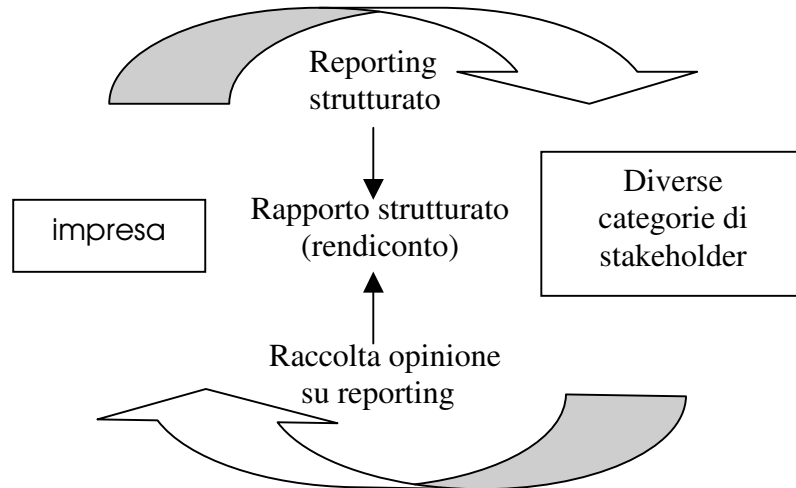 Reporting
strutturato
impresa
Rapporto strutturato
(rendiconto)
Diverse
categorie di
stakeholder
Raccolta opinione
su reporting